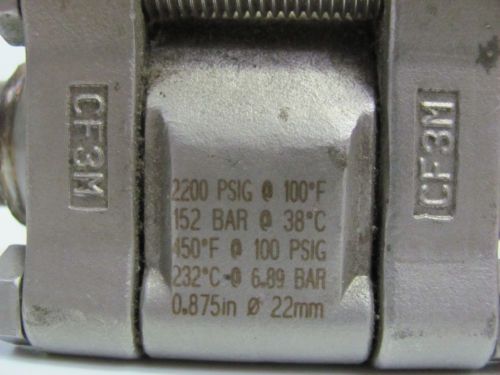 CF3M
2200 PSIG @ 100°F
152 BAR @ 38°C
450°F @ 100 PSIG
232°C @ 6.89 BAR
0.875in Ø 22mm
CF3M